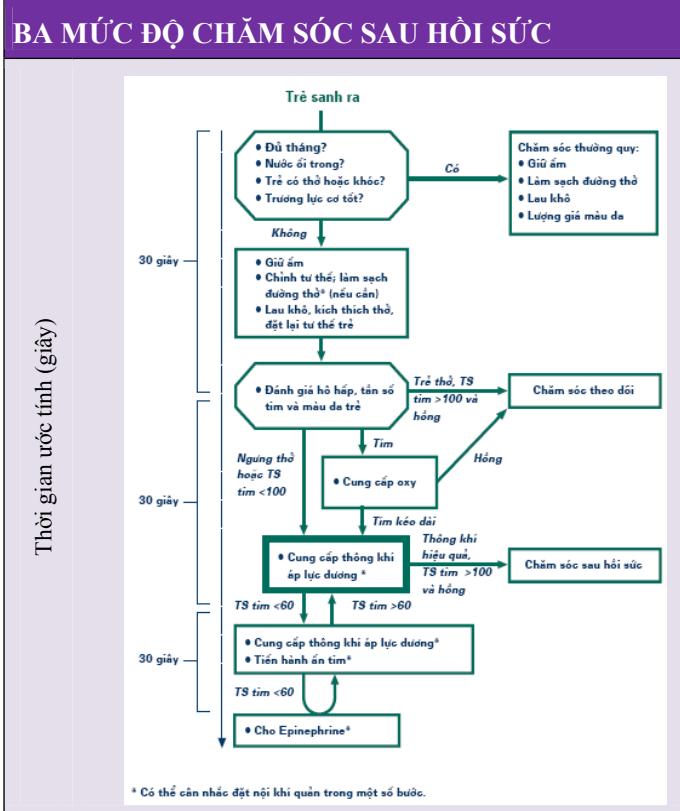 BA MỨC ĐỘ CHĂM SÓC SAU HỒI SỨC
Trẻ sanh ra
• Đủ tháng?
• Nước ối trong?
• Trẻ có thở hoặc khóc?
• Trương lực cơ tốt?
Có
Chăm sóc thường quy:
• Giữ ấm
• Làm sạch đường thở
• Lau khô
• Lượng giá màu da
Không
30 giây
• Giữ ấm
• Chỉnh tư thế; làm sạch
đường thở* (nếu cần)
• Lau khô, kích thích thở,
đặt lại tư thế trẻ
• Đánh giá hô hấp, tần số
tim và màu da trẻ
Trẻ thở, TS
tim >100 và
hồng
Chăm sóc theo dõi
Thời gian ước tính (giây)
30 giây
Ngưng thở
hoặc TS
tim <100
Tím
• Cung cấp oxy
Hồng
Tím kéo dài
• Cung cấp thông khí
áp lực dương *
Thông khí
hiệu quả,
TS tim >100
và hồng
Chăm sóc sau hồi sức
TS tim <60
TS tim >60
30 giây
• Cung cấp thông khí áp lực dương*
• Tiến hành ấn tim*
TS tim <60
• Cho Epinephrine*
* Có thể cân nhắc đặt nội khí quản trong một số bước.